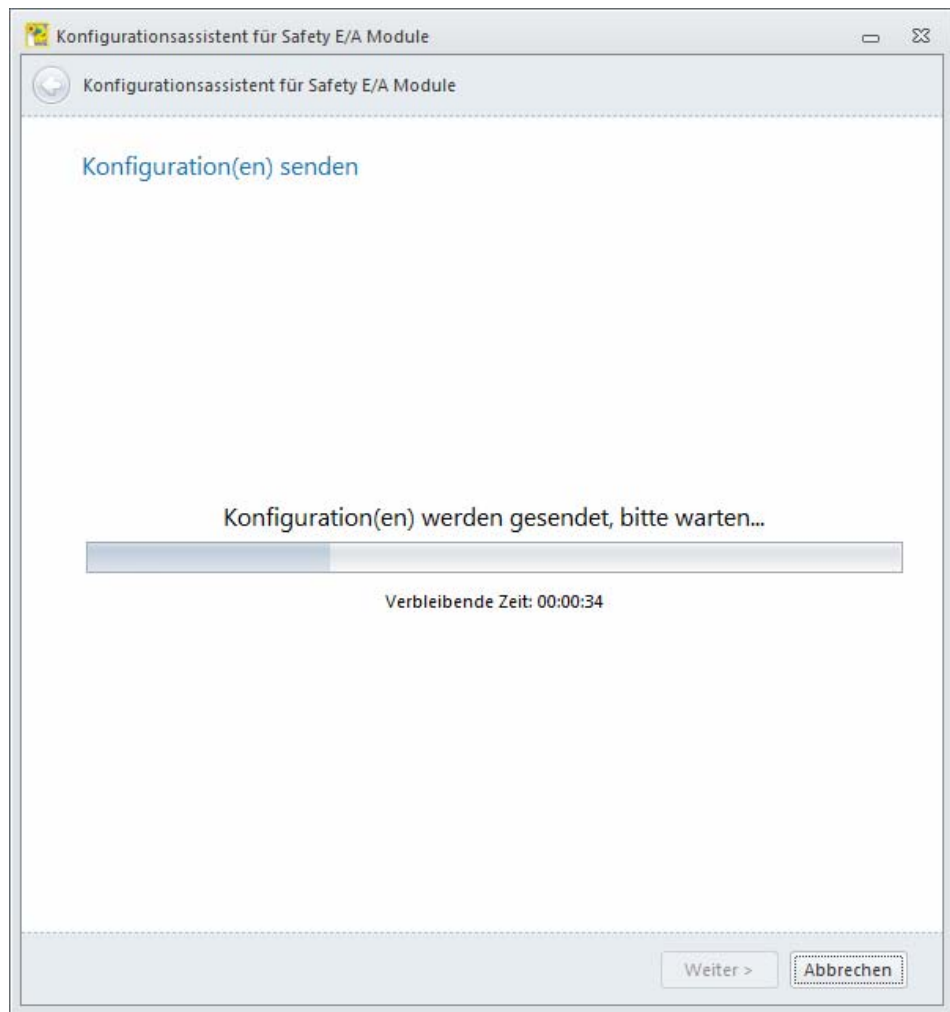 Konfigurationsassistent für Safety E/A Module
Konfigurationsassistent für Safety E/A Module
Konfiguration(en) senden
Konfiguration(en) werden gesendet, bitte warten...
Verbleibende Zeit: 00:00:34
Weiter >
Abbrechen